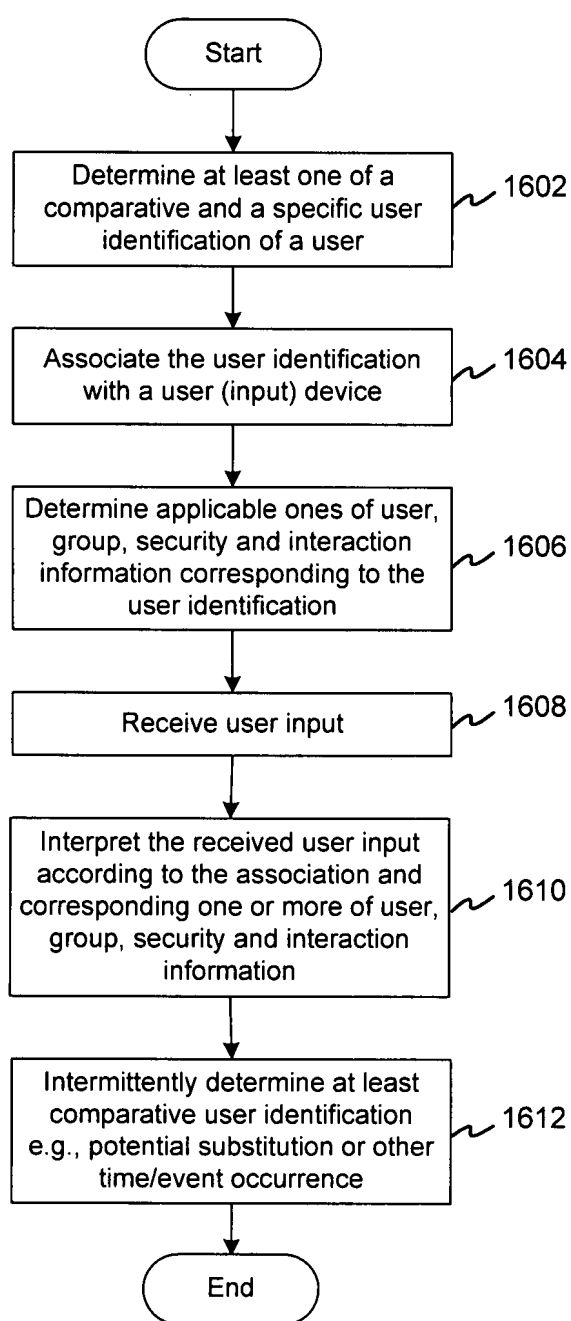 Start
Determine at least one of a
comparative and a specific user
identification of a user
1602
Associate the user identification
with a user (input) device
1604
Determine applicable ones of user,
group, security and interaction
information corresponding to the
user identification
1606
Receive user input
1608
Interpret the received user input
according to the association and
corresponding one or more of user,
group, security and interaction
information
1610
Intermittently determine at least
comparative user identification
e.g., potential substitution or other
time/event occurrence
1612
End